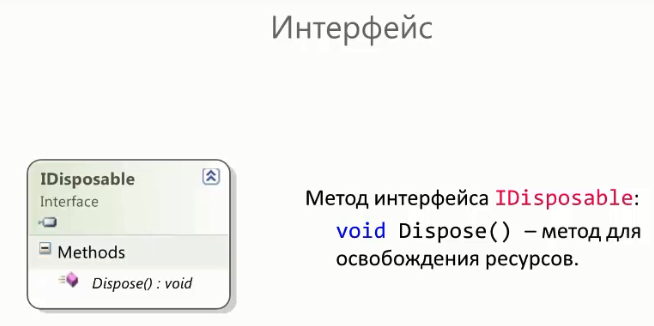 Интерфейс
IDisposable
Interface
Methods
Dispose() : void
Метод интерфейса IDisposable:
void Dispose() – метод для
освобождения ресурсов.